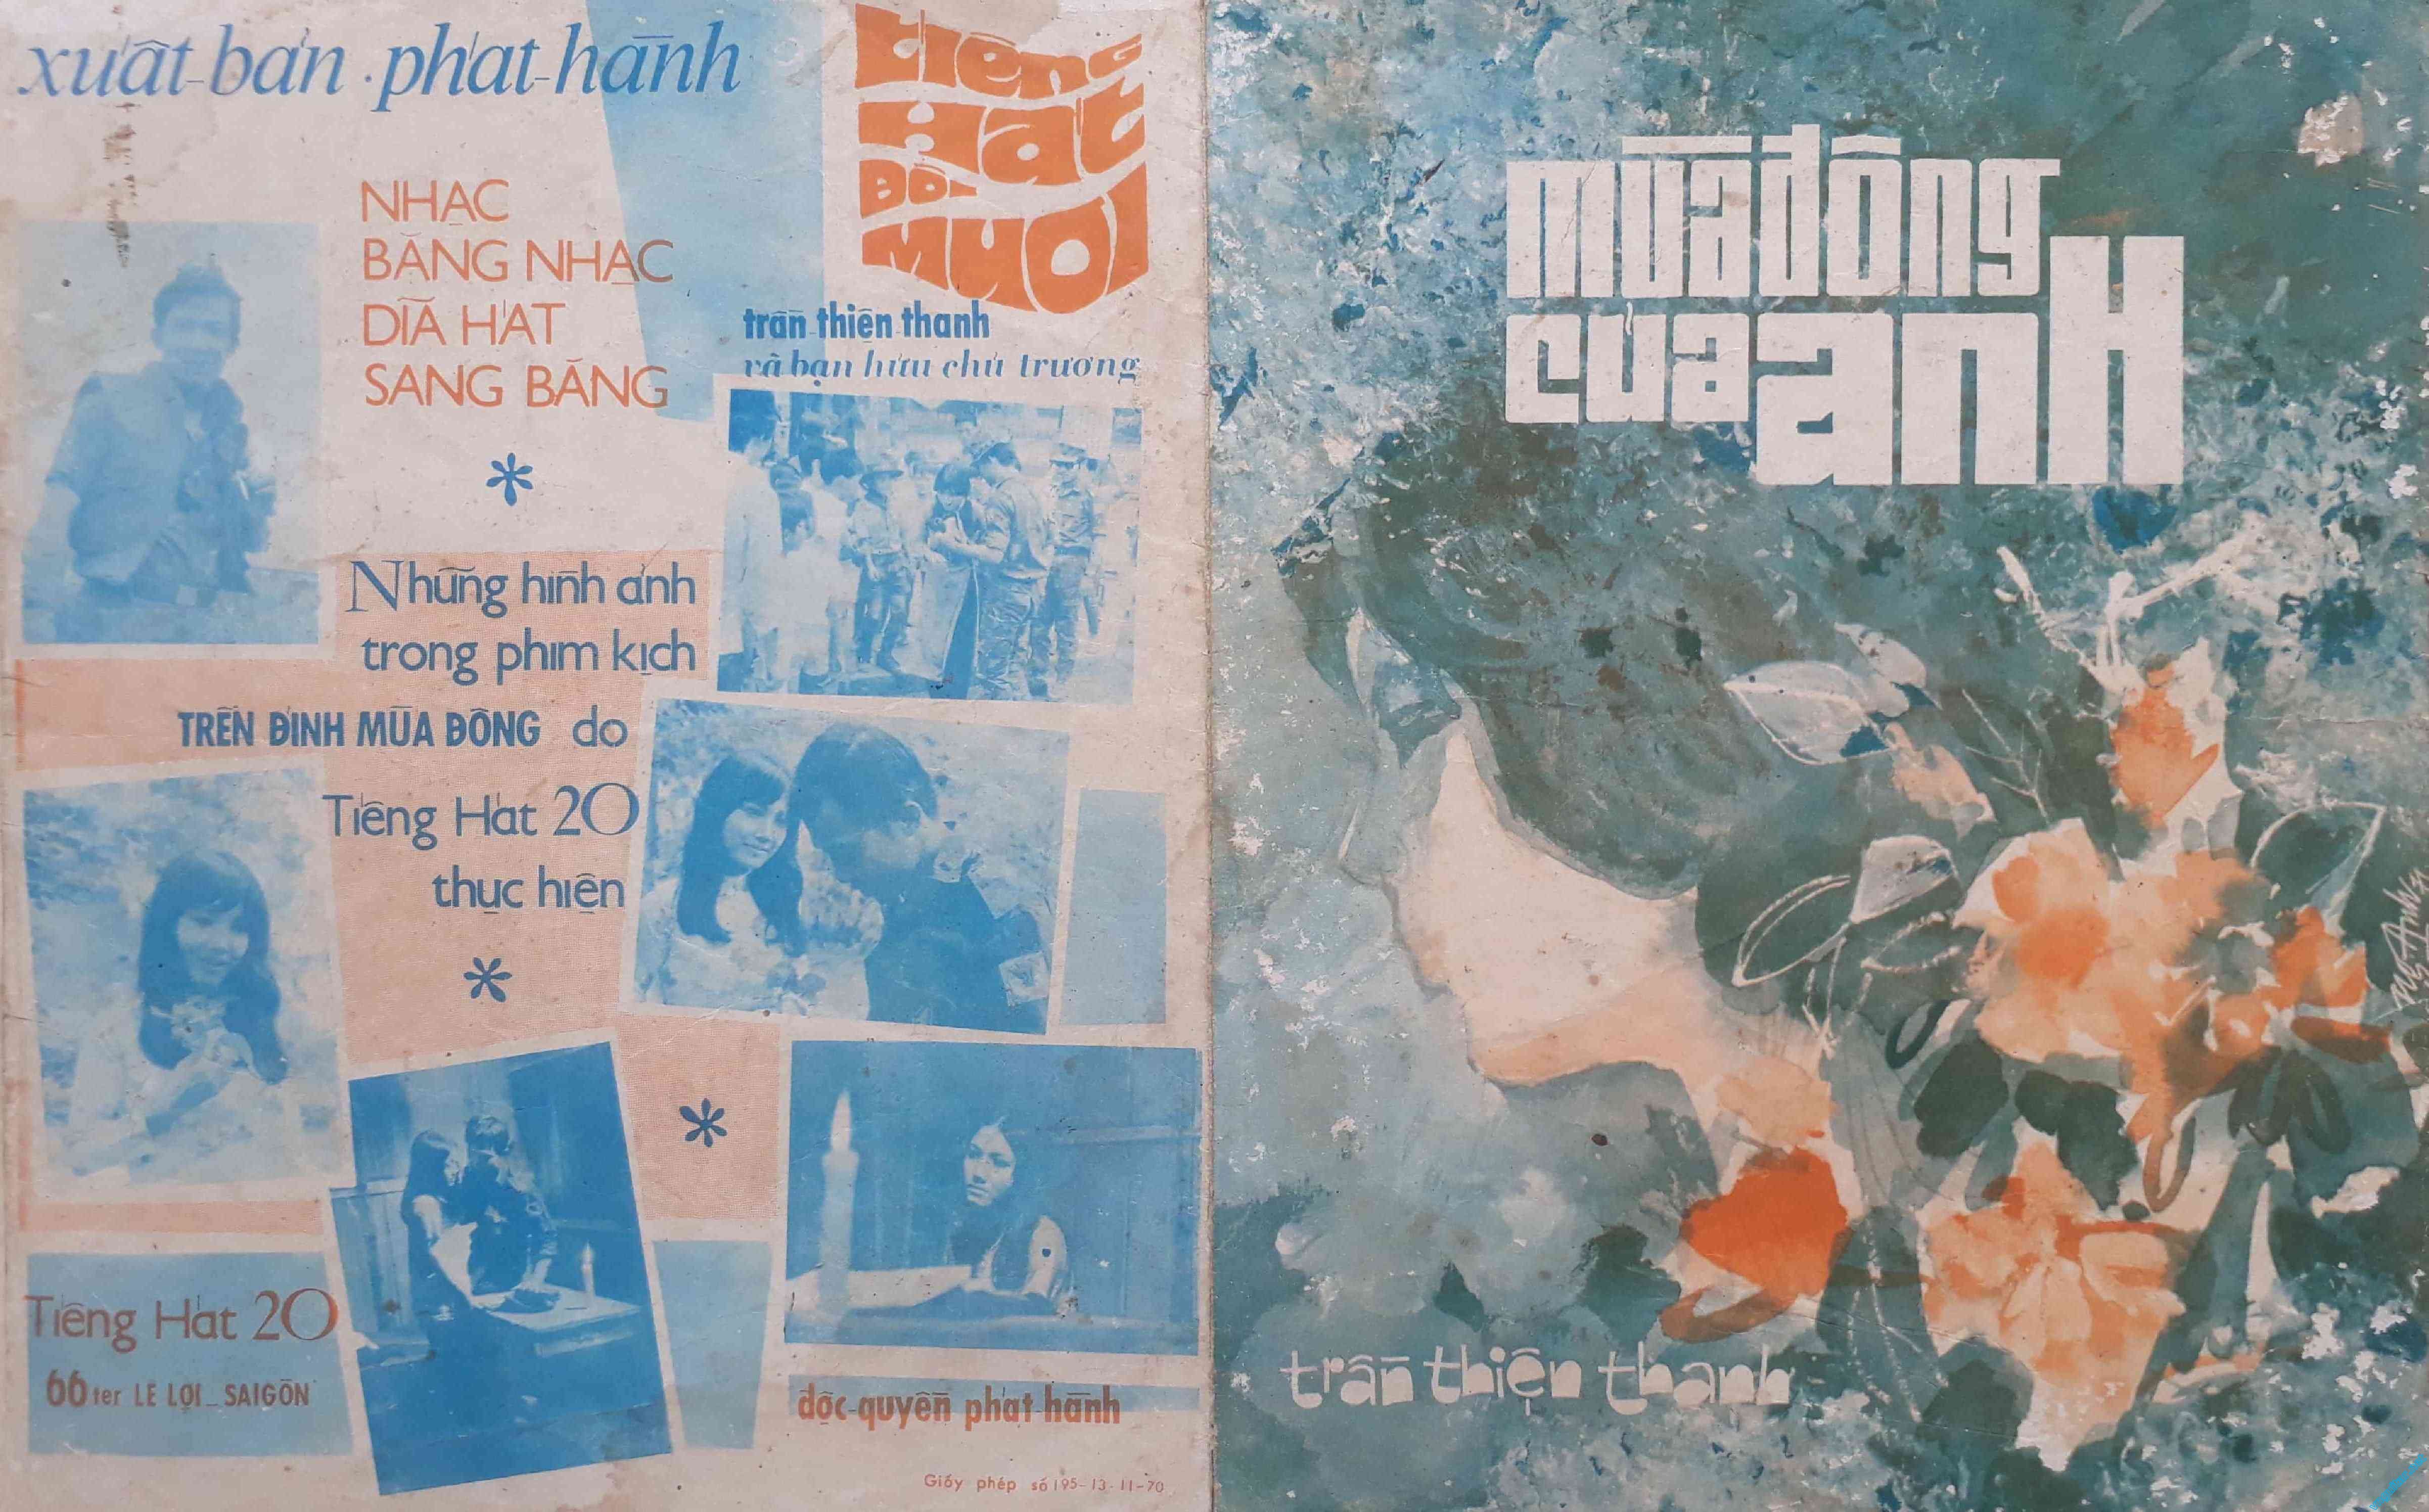 xuất-bản · phát-hành
tiếng
Hát
Đôi
Mươi
NHẠC
BĂNG NHẠC
DĨA HÁT
SANG BĂNG
trần thiện thanh
và bạn hữu chủ trương
Những hình ảnh
trong phim kịch
TRÊN ĐỈNH MÙA ĐÔNG do
Tiếng Hát 20
thực hiện
Tiếng Hát 20
66 ter LÊ LỢI _ SAIGÒN
độc-quyền phát-hành
Giấy phép số 195-13-11-70
mùa đông
của anH
trần thiện thanh